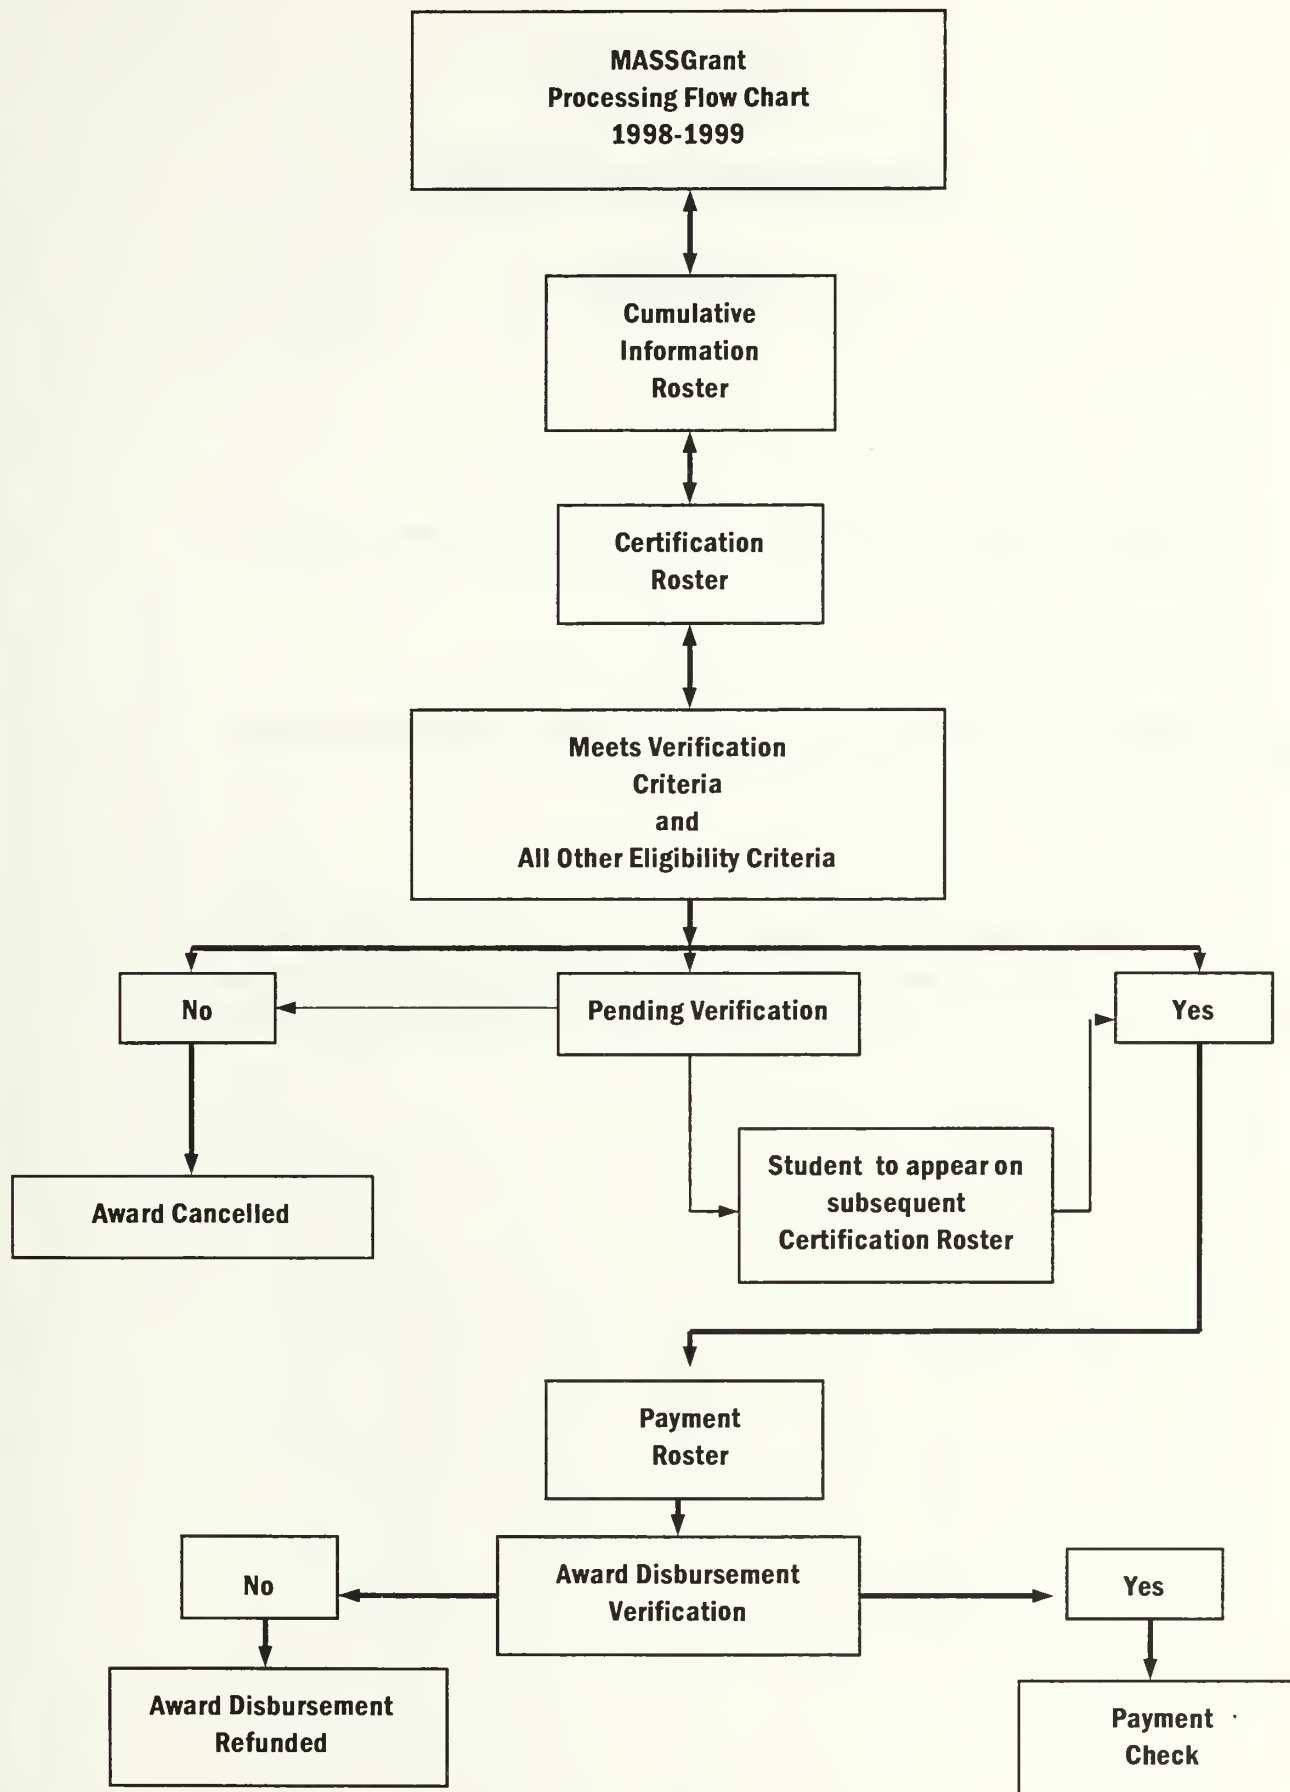 MASSGrant
Processing Flow Chart
1998-1999
Cumulative
Information
Roster
Certification
Roster
Meets Verification
Criteria
and
All Other Eligibility Criteria
No
Pending Verification
Yes
Student to appear on
subsequent
Certification Roster
Award Cancelled
Payment
Roster
No
Award Disbursement
Verification
Yes
Award Disbursement
Refunded
Payment
Check